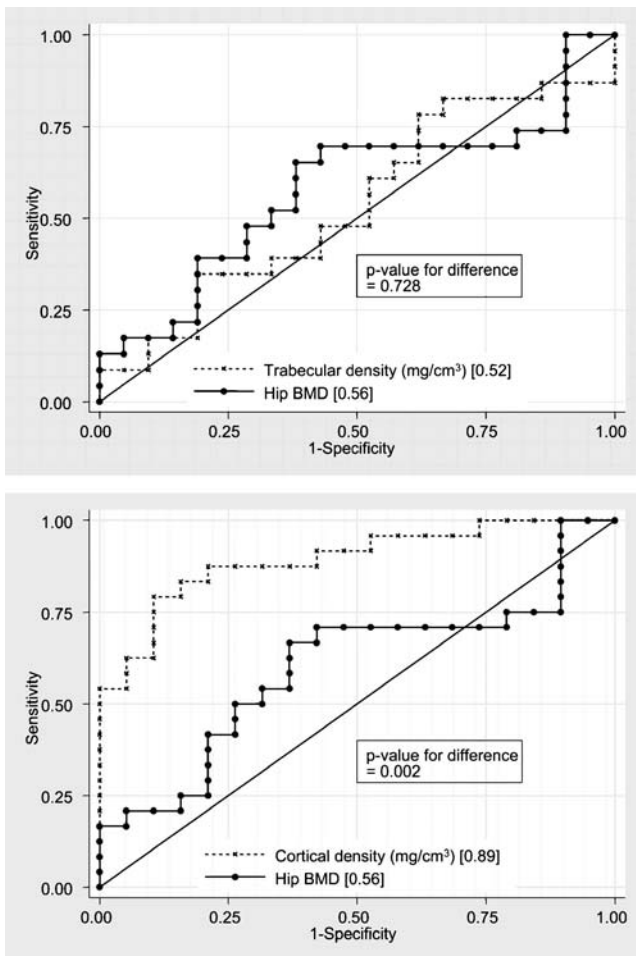 1.00
0.75
0.50
0.25
0.00
Sensitivity
p-value for difference
= 0.728
Trabecular density (mg/cm³) [0.52]
Hip BMD [0.56]
0.00 0.25 0.50 0.75 1.00
1-Specificity
1.00
0.75
0.50
0.25
0.00
Sensitivity
p-value for difference
= 0.002
Cortical density (mg/cm³) [0.89]
Hip BMD [0.56]
0.00 0.25 0.50 0.75 1.00
1-Specificity